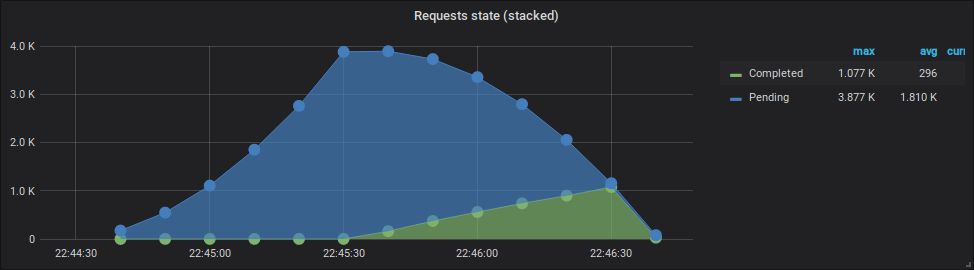 Requests state (stacked)
4.0 K
3.0 K
2.0 K
1.0 K
0
22:44:30 22:45:00 22:45:30 22:46:00 22:46:30
max avg curr
Completed 1.077 K 296
Pending 3.877 K 1.810 K